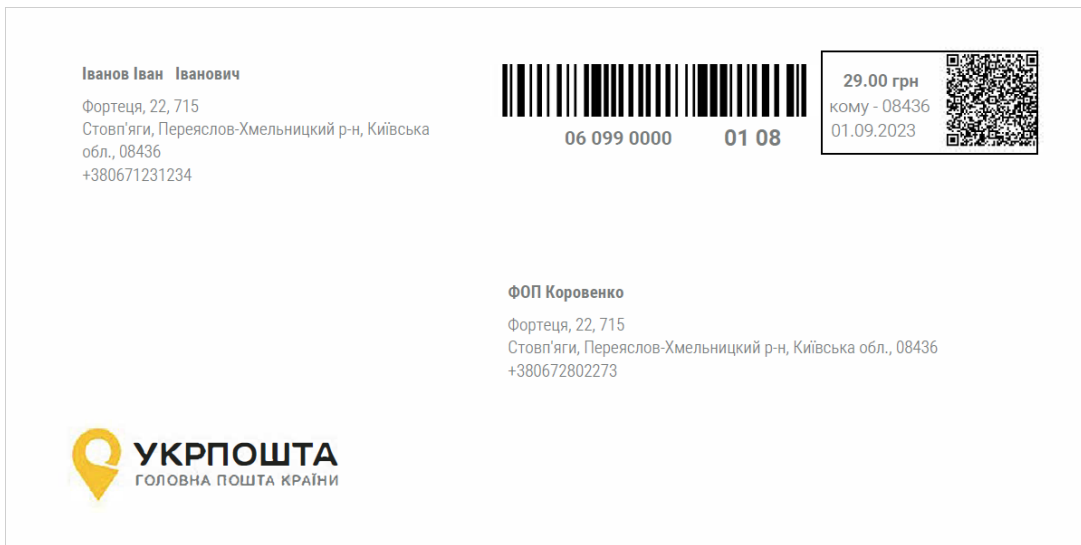 Іванов Іван Іванович
Фортеця, 22, 715
Стовп'яги, Переяслов-Хмельницкий р-н, Київська
обл., 08436
+380671231234
06 099 0000 01 08
29.00 грн
кому - 08436
01.09.2023
ФОП Коровенко
Фортеця, 22, 715
Стовп'яги, Переяслов-Хмельницкий р-н, Київська обл., 08436
+380672802273
УКРПОШТА
ГОЛОВНА ПОШТА КРАЇНИ